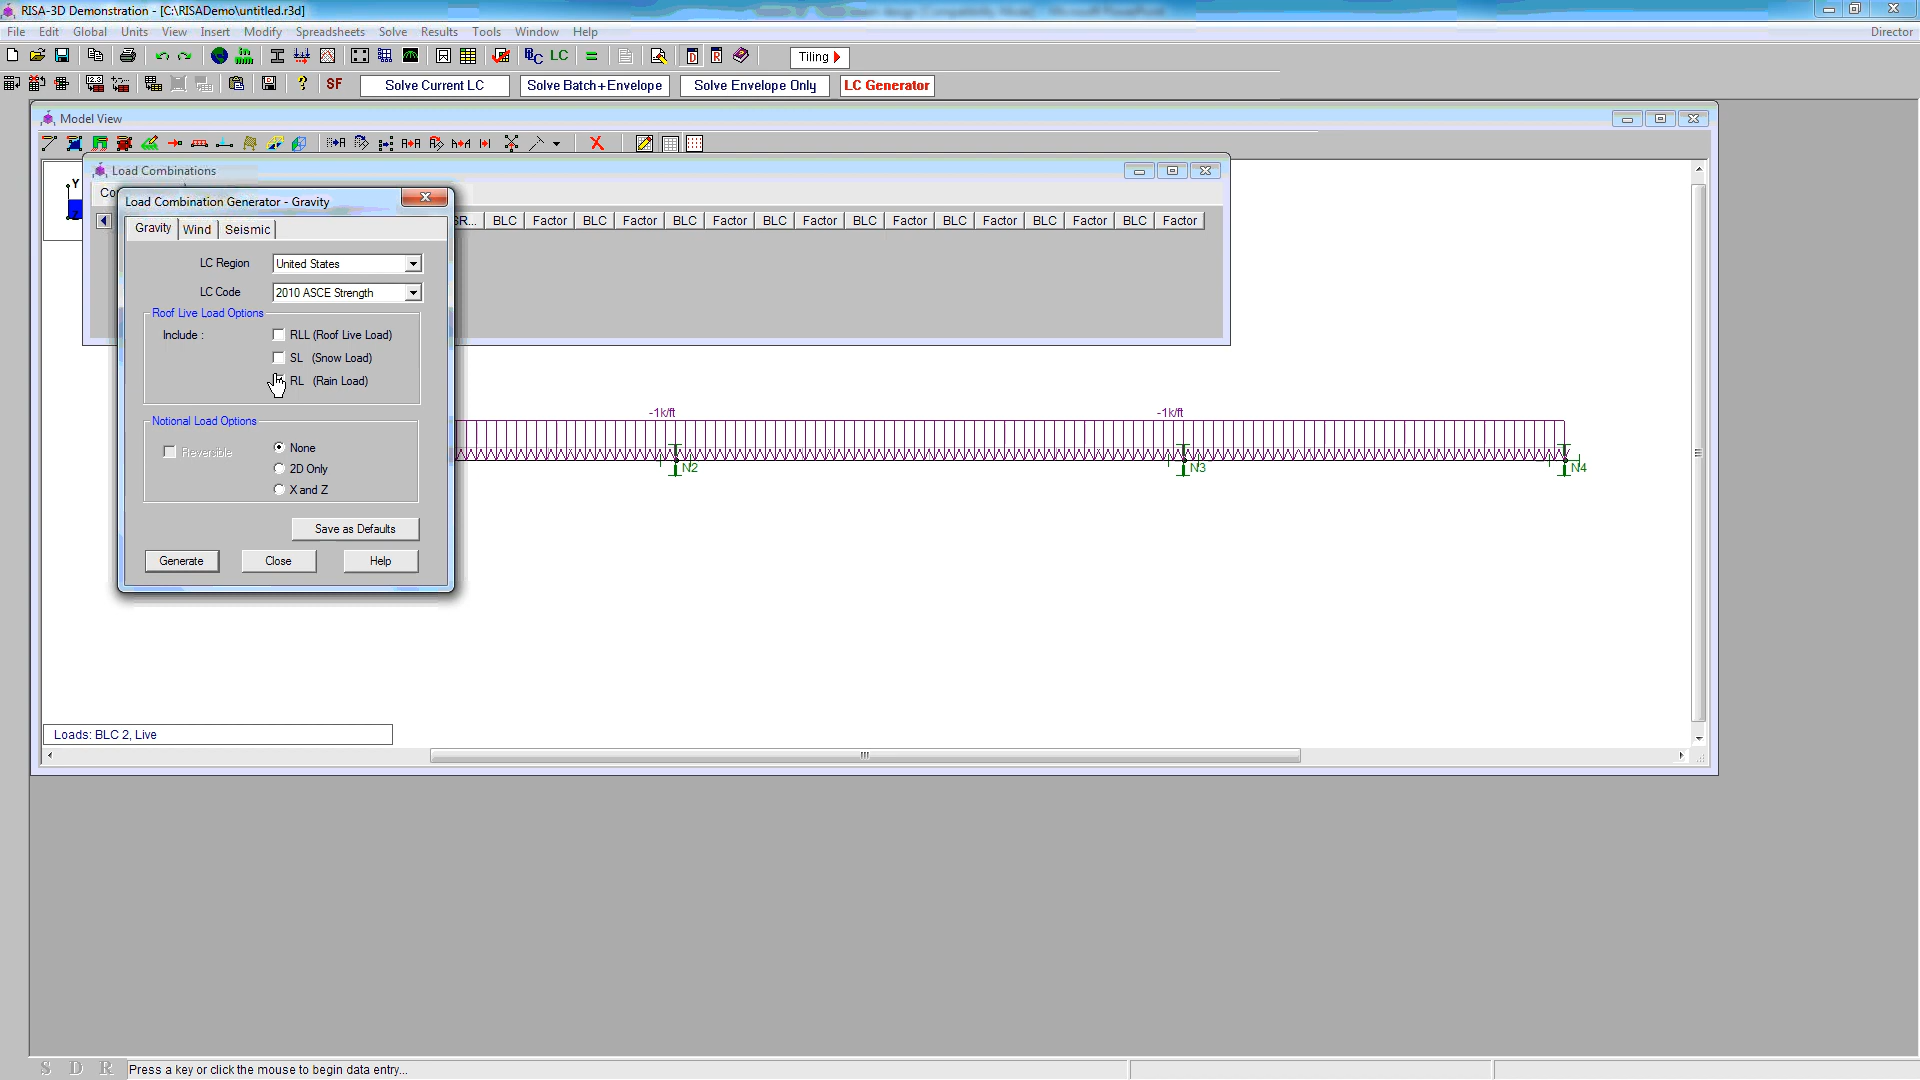 RISA-3D Demonstration - [C:\RISADemo\untitled.r3d]
File Edit Global Units View Insert Modify Spreadsheets Solve Results Tools Window Help Director
LC Tiling
SF Solve Current LC Solve Batch+Envelope Solve Envelope Only LC Generator
Model View
Load Combinations
Y
Co
Load Combination Generator - Gravity
SR... BLC Factor BLC Factor BLC Factor BLC Factor BLC Factor BLC Factor BLC Factor BLC Factor
Gravity Wind Seismic
LC Region United States
LC Code 2010 ASCE Strength
Roof Live Load Options
Include : RLL (Roof Live Load)
SL (Snow Load)
RL (Rain Load)
-1k/ft -1k/ft
Notional Load Options
Reversible None
2D Only
X and Z
N2 N3 N4
Save as Defaults
Generate Close Help
Loads: BLC 2, Live
S D R Press a key or click the mouse to begin data entry...